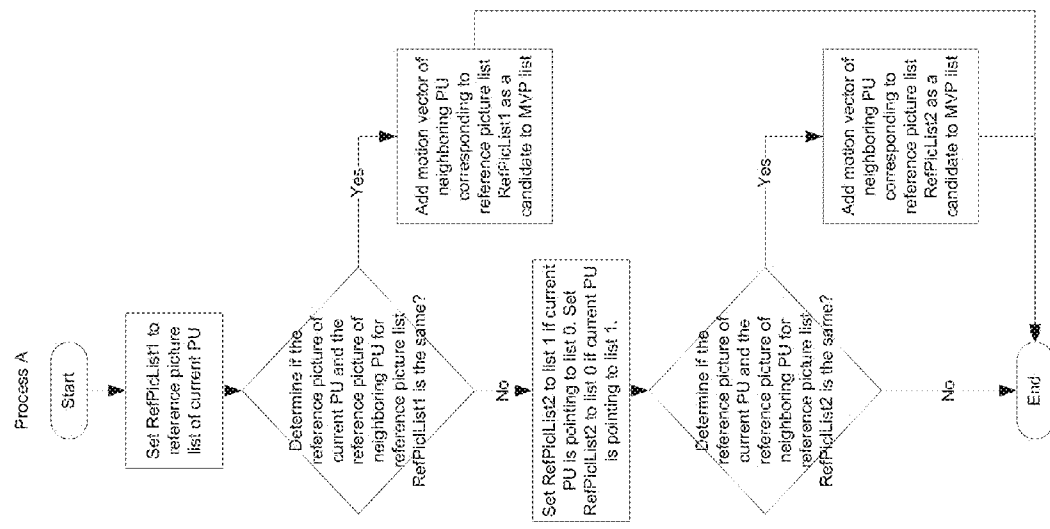 Process A
Start
Set RefPicList1 to
reference picture
list of current PU
Determine if the
reference picture of
current PU and the
reference picture of
neighboring PU for
reference picture list
RefPicList1 is the same?
Yes
Add motion vector of
neighboring PU
corresponding to
reference picture list
RefPicList1 as a
candidate to MVP list
No
Set RefPicList2 to list 1 if current
PU is pointing to list 0. Set
RefPicList2 to list 0 if current PU
is pointing to list 1.
Determine if the
reference picture of
current PU and the
reference picture of
neighboring PU for
reference picture list
RefPicList2 is the same?
Yes
Add motion vector of
neighboring PU
corresponding to
reference picture list
RefPicList2 as a
candidate to MVP list
No
End